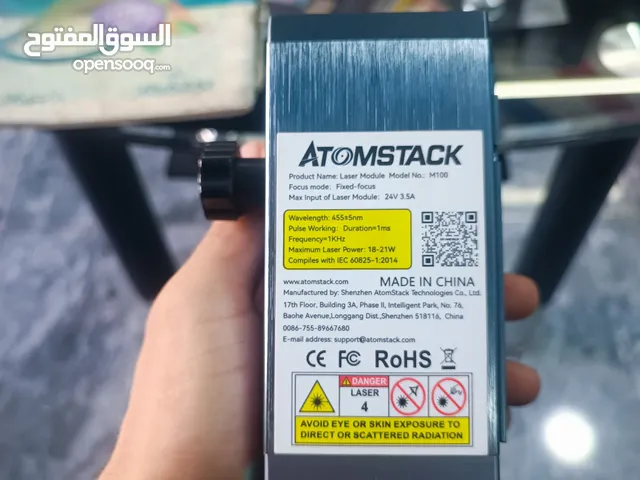 السوق المفتوح
opensooq.com
ATOMSTACK
Product Name: Laser Module Model No.: M100
Focus mode: Fixed-focus
Max Input of Laser Module: 24V 3.5A
Wavelength: 455±5nm
Pulse Working: Duration=1ms
Frequency=1KHz
Maximum Laser Power: 18-21W
Complies with IEC 60825-1:2014
www.atomstack.com MADE IN CHINA
Manufactured by: Shenzhen AtomStack Technologies Co., Ltd.
17th Floor, Building 3A, Phase II, Intelligent Park, No. 76,
Baohe Avenue,Longgang Dist.,Shenzhen 518116, China
0086-755-89667680
E-mail address: support@atomstack.com
CE FC RoHS
DANGER
LASER
4
AVOID EYE OR SKIN EXPOSURE TO
DIRECT OR SCATTERED RADIATION